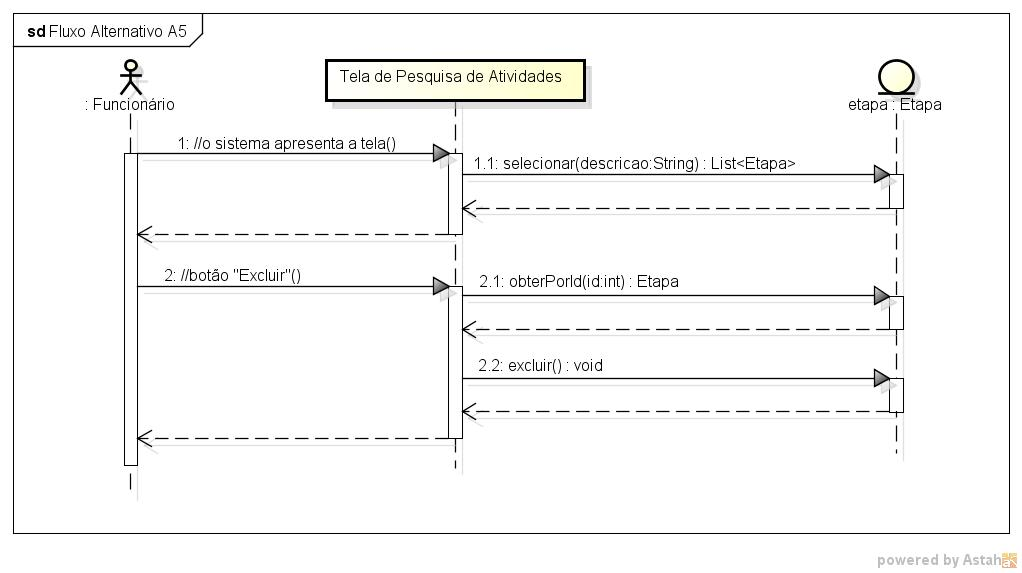 sd Fluxo Alternativo A5
: Funcionário
Tela de Pesquisa de Atividades
etapa : Etapa
1: //o sistema apresenta a tela()
1.1: selecionar(descricao:String) : List<Etapa>
2: //botão "Excluir"()
2.1: obterPorId(id:int) : Etapa
2.2: excluir() : void
powered by Astah